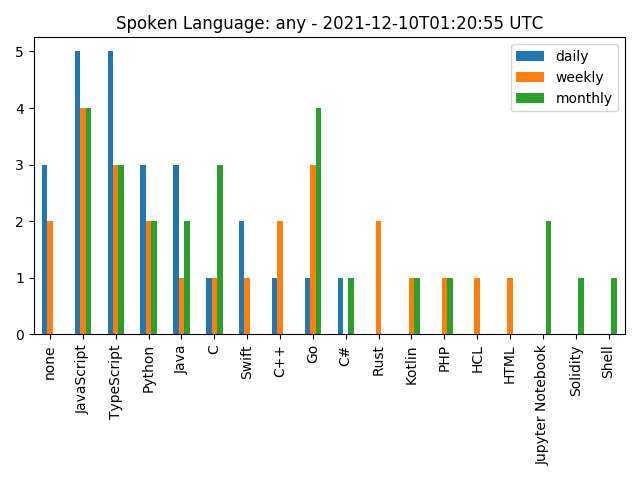 Spoken Language: any - 2021-12-10T01:20:55 UTC
daily
weekly
monthly
5
4
3
2
1
0
none
JavaScript
TypeScript
Python
Java
C
Swift
C++
Go
C#
Rust
Kotlin
PHP
HCL
HTML
Jupyter Notebook
Solidity
Shell